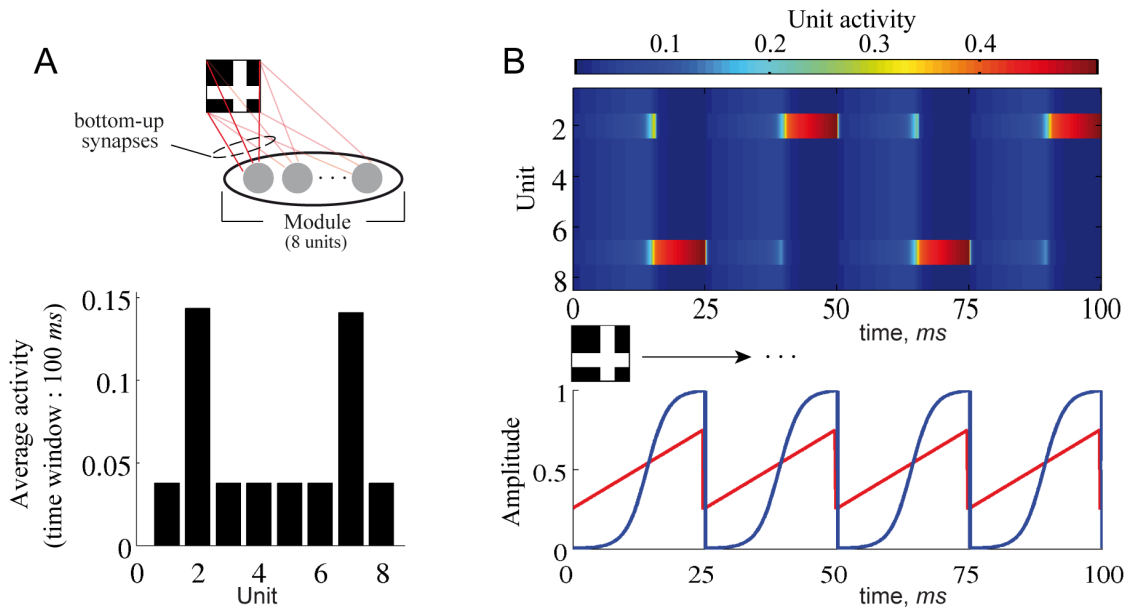 A
bottom-up
synapses
. . .
Module
(8 units)
Average activity
(time window : 100 ms)
0.15
0.1
0.05
0
0 2 4 6 8
Unit
B
Unit activity
0.1 0.2 0.3 0.4
Unit
2
4
6
8
0 25 50 75 100
time, ms
. . .
Amplitude
1
0.5
0
0 25 50 75 100
time, ms